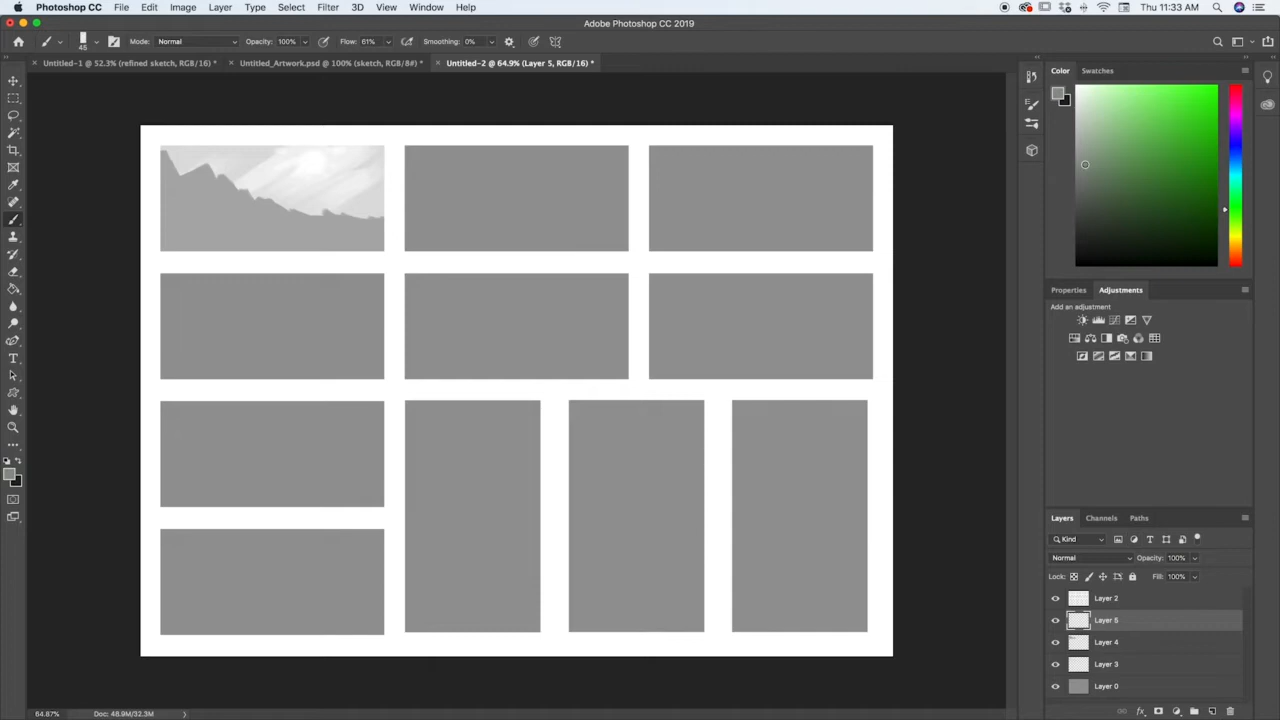 Photoshop CC File Edit Image Layer Type Select Filter 3D View Window Help Thu 11:33 AM
Adobe Photoshop CC 2019
45 Mode: Normal Opacity: 100% Flow: 61% Smoothing: 0%
Untitled-1 @ 52.3% (refined sketch, RGB/16) * Untitled_Artwork.psd @ 100% (sketch, RGB/8#) * Untitled-2 @ 64.9% (Layer 5, RGB/16) *
Color Swatches
Properties Adjustments
Add an adjustment
Layers Channels Paths
Kind
Normal Opacity: 100%
Lock: Fill: 100%
Layer 2
Layer 5
Layer 4
Layer 3
Layer 0
64.87% Doc: 48.9M/32.3M